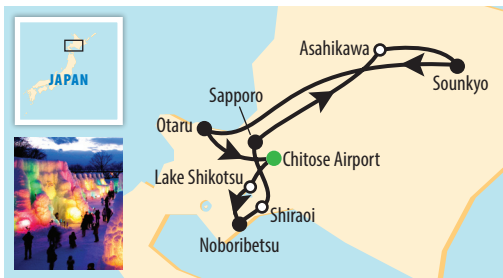 JAPAN
Asahikawa
Sounkyo
Sapporo
Otaru
Chitose Airport
Lake Shikotsu
Shiraoi
Noboribetsu